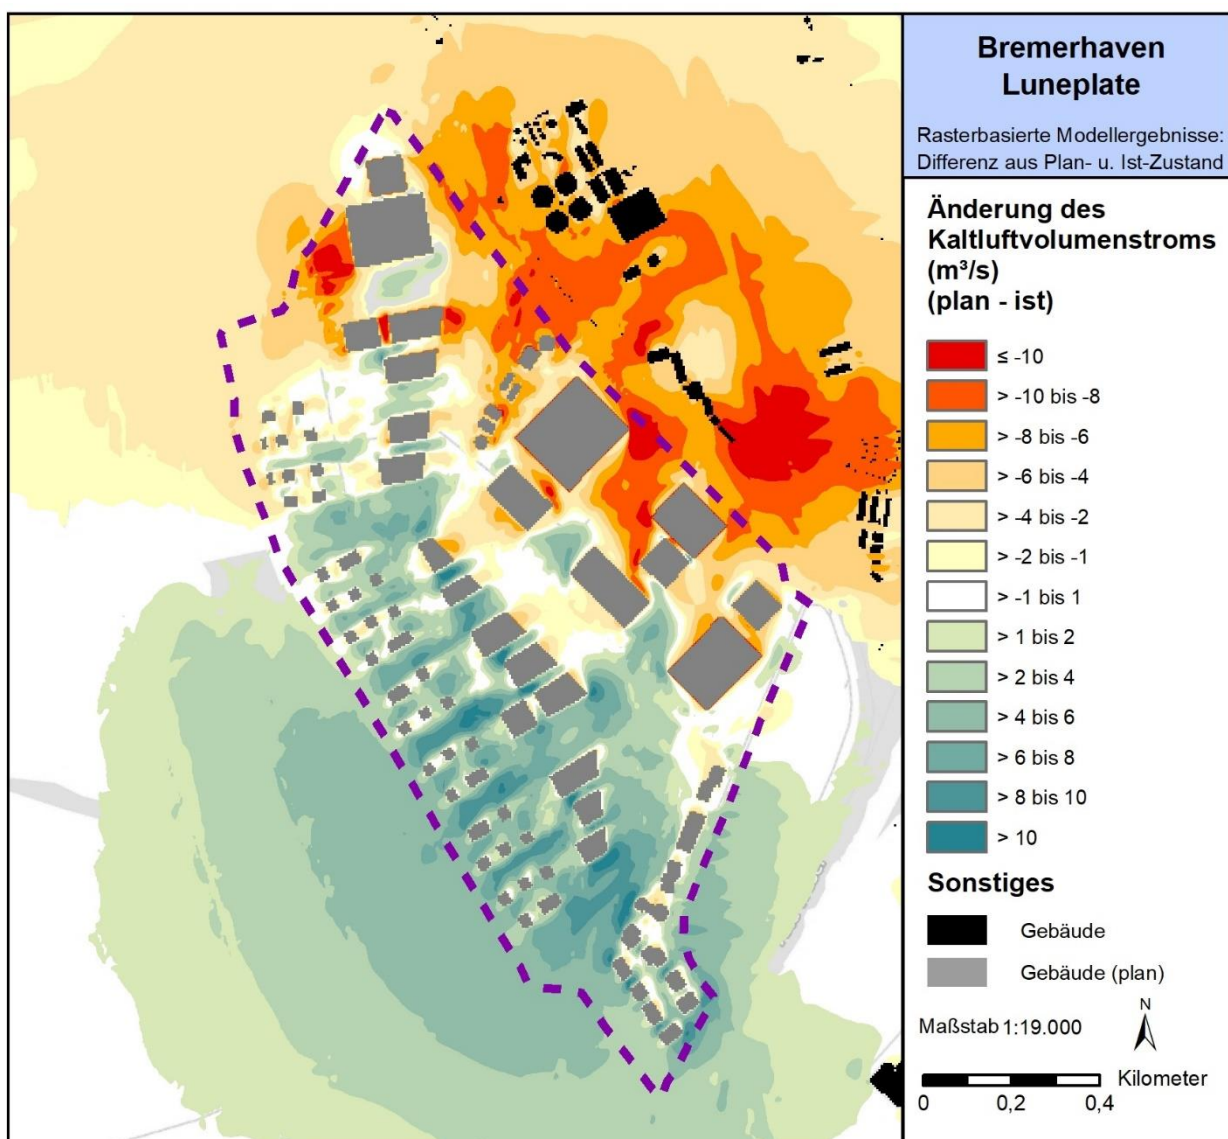 Bremerhaven
Luneplate
Rasterbasierte Modellergebnisse:
Differenz aus Plan- u. Ist-Zustand
Änderung des
Kaltluftvolumenstroms
(m³/s)
(plan - ist)
≤ -10
> -10 bis -8
> -8 bis -6
> -6 bis -4
> -4 bis -2
> -2 bis -1
> -1 bis 1
> 1 bis 2
> 2 bis 4
> 4 bis 6
> 6 bis 8
> 8 bis 10
> 10
Sonstiges
Gebäude
Gebäude (plan)
N
Maßstab 1:19.000
Kilometer
0 0,2 0,4